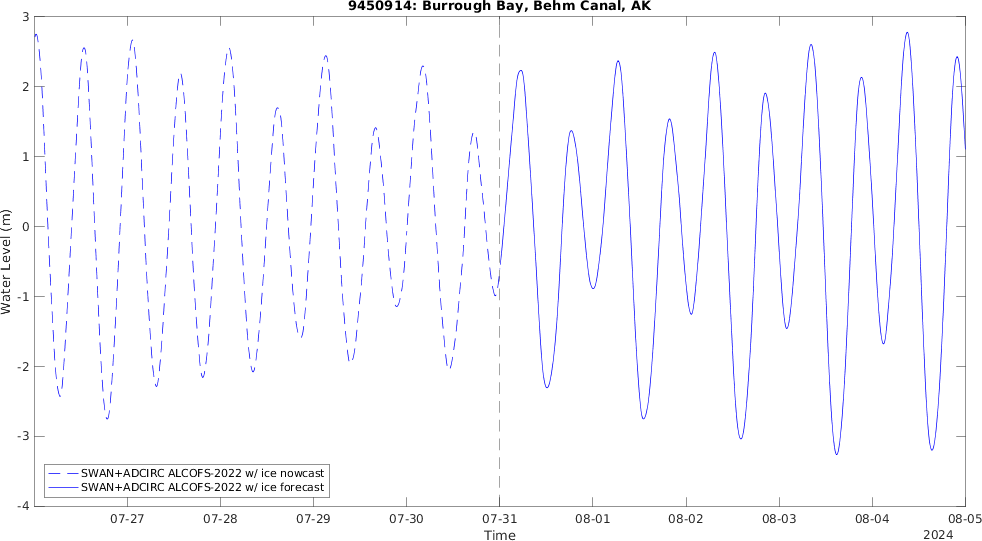 9450914: Burrough Bay, Behm Canal, AK
3
2
1
0
-1
-2
-3
-4
Water Level (m)
SWAN+ADCIRC ALCOFS-2022 w/ ice nowcast
SWAN+ADCIRC ALCOFS-2022 w/ ice forecast
07-27 07-28 07-29 07-30 07-31 08-01 08-02 08-03 08-04 08-05
Time
2024